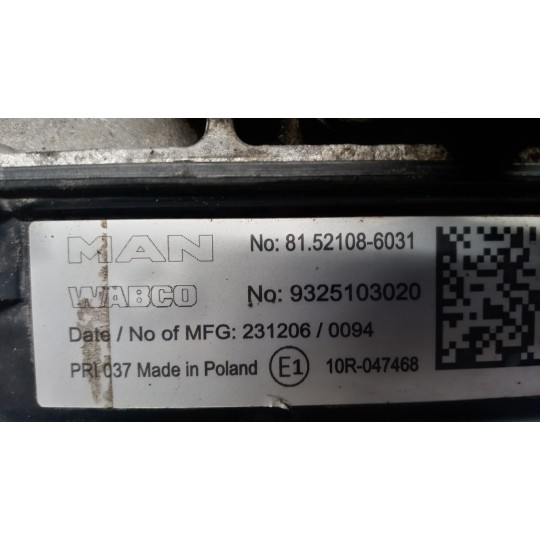 MAN No: 81.52108-6031
WABCO No: 9325103020
Date / No of MFG: 231206 / 0094
PRI 037 Made in Poland E1 10R-047468